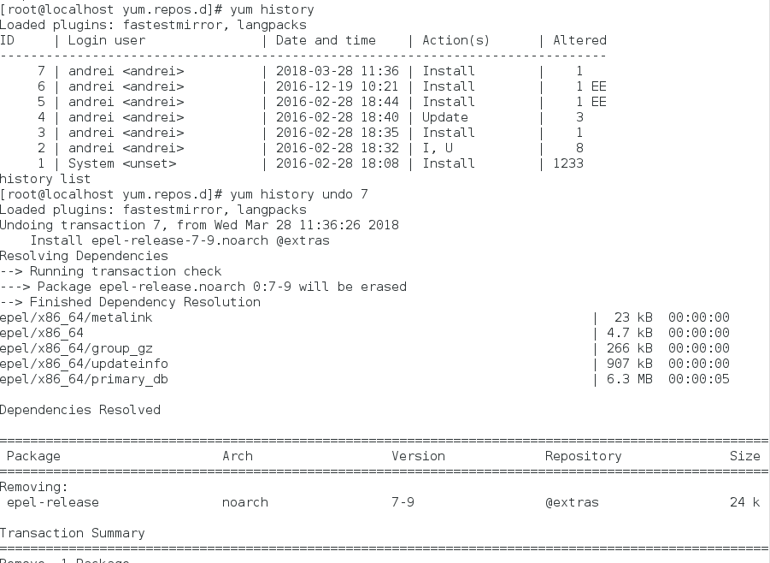 [root@localhost yum.repos.d]# yum history
Loaded plugins: fastestmirror, langpacks
ID     | Login user               | Date and time    | Action(s)      | Altered
-------------------------------------------------------------------------------
     7 | andrei <andrei>          | 2018-03-28 11:36 | Install        |    1
     6 | andrei <andrei>          | 2016-12-19 10:21 | Install        |    1 EE
     5 | andrei <andrei>          | 2016-02-28 18:44 | Install        |    1 EE
     4 | andrei <andrei>          | 2016-02-28 18:40 | Update         |    3
     3 | andrei <andrei>          | 2016-02-28 18:35 | Install        |    1
     2 | andrei <andrei>          | 2016-02-28 18:32 | I, U           |    8
     1 | System <unset>           | 2016-02-28 18:08 | Install        | 1233
history list
[root@localhost yum.repos.d]# yum history undo 7
Loaded plugins: fastestmirror, langpacks
Undoing transaction 7, from Wed Mar 28 11:36:26 2018
    Install epel-release-7-9.noarch @extras
Resolving Dependencies
--> Running transaction check
---> Package epel-release.noarch 0:7-9 will be erased
--> Finished Dependency Resolution
epel/x86_64/metalink                                         |  23 kB  00:00:00
epel/x86_64                                                  | 4.7 kB  00:00:00
epel/x86_64/group_gz                                         | 266 kB  00:00:00
epel/x86_64/updateinfo                                       | 907 kB  00:00:00
epel/x86_64/primary_db                                       | 6.3 MB  00:00:05
Dependencies Resolved
====================================================================================================
 Package                     Arch                  Version             Repository              Size
====================================================================================================
Removing:
 epel-release                noarch                7-9                 @extras                 24 k
Transaction Summary
====================================================================================================
Remove  1 Package